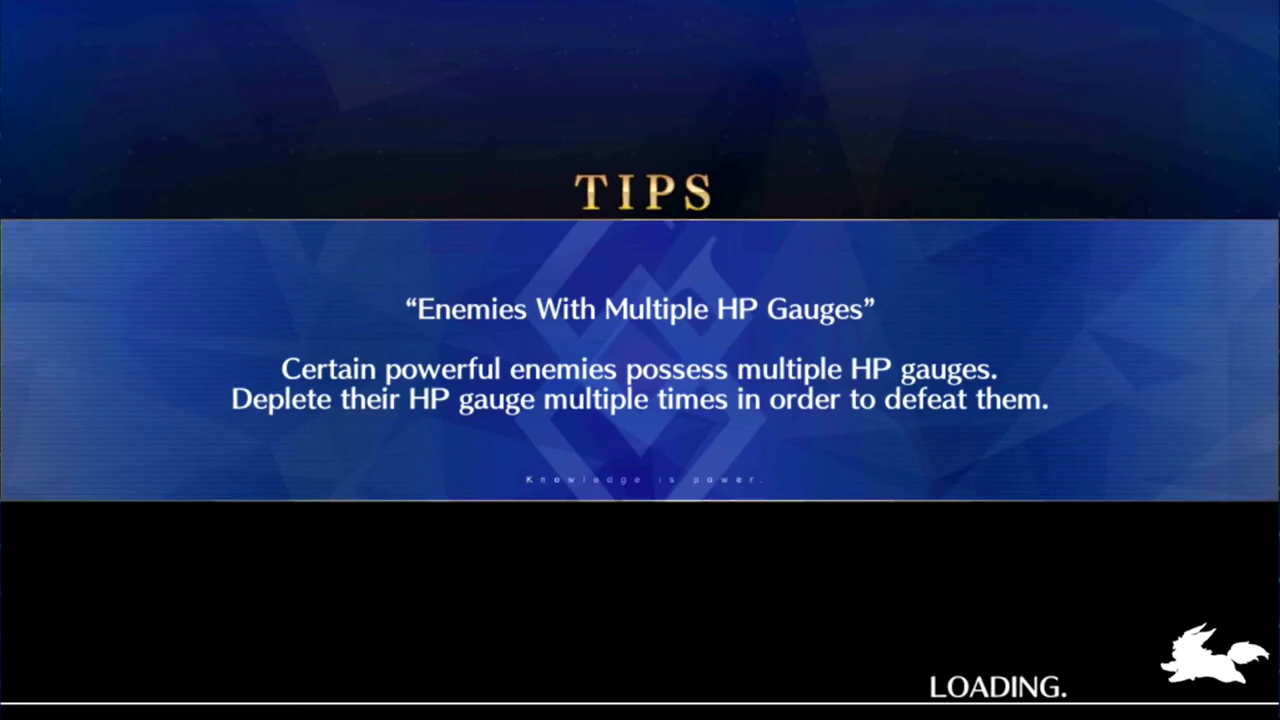 TIPS
“Enemies With Multiple HP Gauges”
Certain powerful enemies possess multiple HP gauges.
Deplete their HP gauge multiple times in order to defeat them.
Knowledge is power.
LOADING.